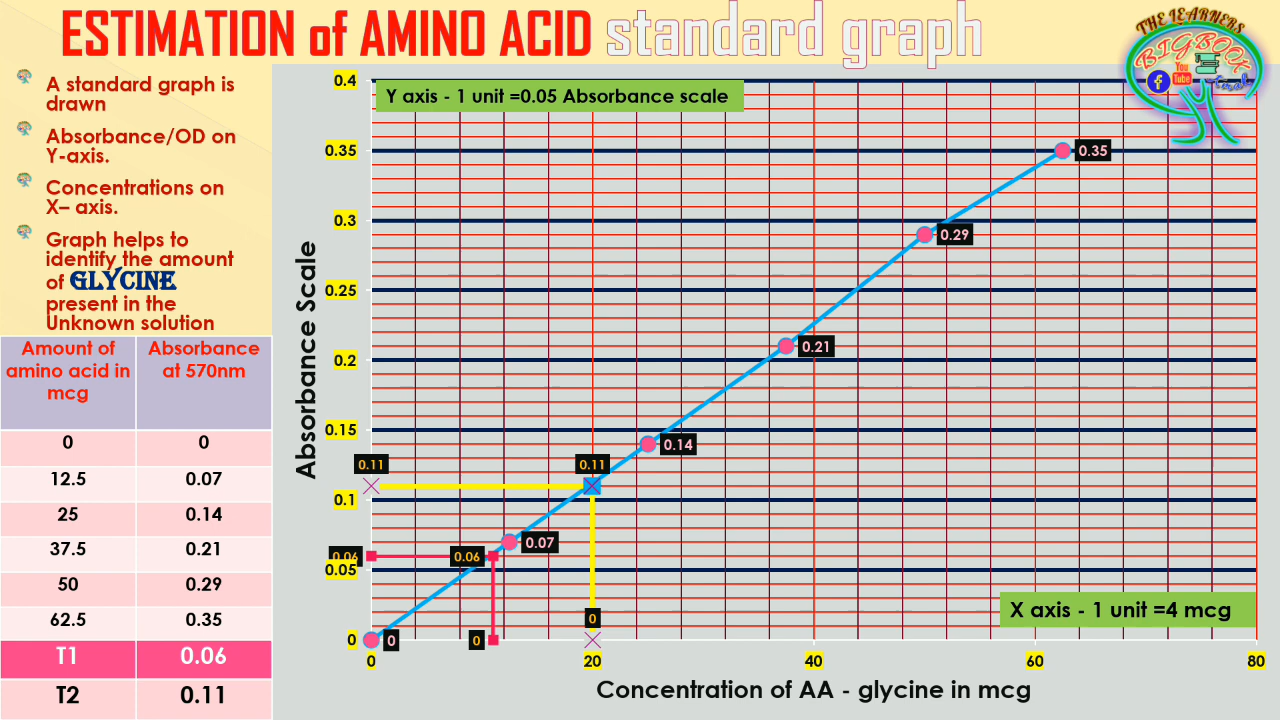 ESTIMATION of AMINO ACID standard graph
THE LEARNERS
BIGBOOK
You
Tube
f
A standard graph is
drawn
Absorbance/OD on
Y-axis.
Concentrations on
X– axis.
Graph helps to
identify the amount
of GLYCINE
present in the
Unknown solution
Amount of
amino acid in
mcg
Absorbance
at 570nm
0 0
12.5 0.07
25 0.14
37.5 0.21
50 0.29
62.5 0.35
T1 0.06
T2 0.11
Y axis - 1 unit =0.05 Absorbance scale
Absorbance Scale
0.4
0.35
0.3
0.25
0.2
0.15
0.1
0.05
0
0.35
0.29
0.21
0.14
0.11 0.11
0.07
0.06 0.06
0
0 0
X axis - 1 unit =4 mcg
0 20 40 60 80
Concentration of AA - glycine in mcg